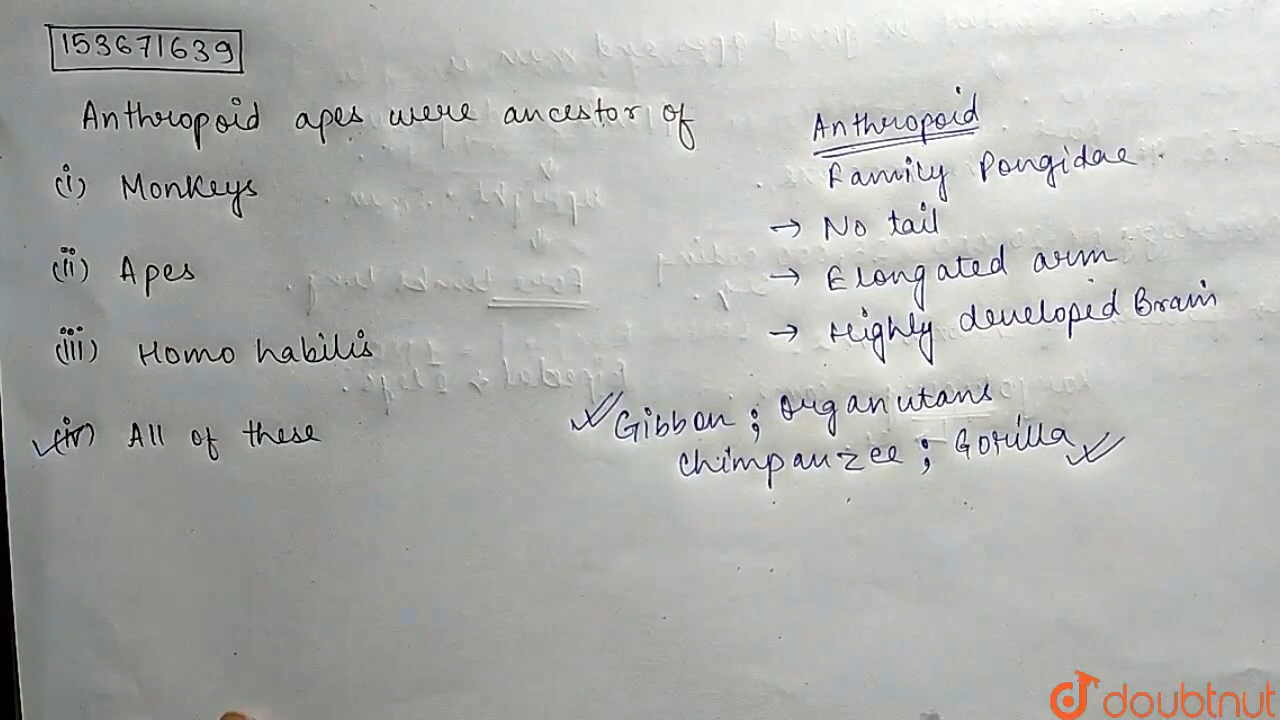 153671639
Anthropoid apes were ancestor of
(i) Monkeys
(ii) Apes
(iii) Homo habilis
(iv) All of these
Anthropoid
Family Pongidae
→ No tail
→ Elongated arm
→ Highly developed Brain
Gibbon ; Organutans
Chimpanzee ; Gorilla
doubtnut